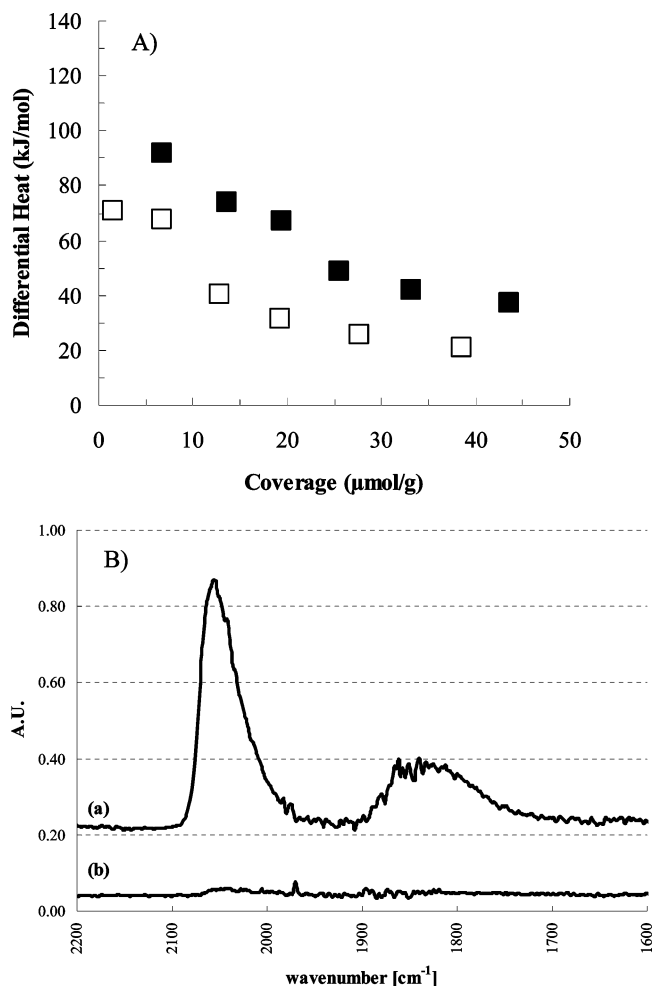 A)
Differential Heat (kJ/mol)
140
120
100
80
60
40
20
0
0 10 20 30 40 50
Coverage (µmol/g)
B)
A.U.
1.00
0.80
0.60
0.40
(a)
0.20
(b)
0.00
2200 2100 2000 1900 1800 1700 1600
wavenumber [cm-1]